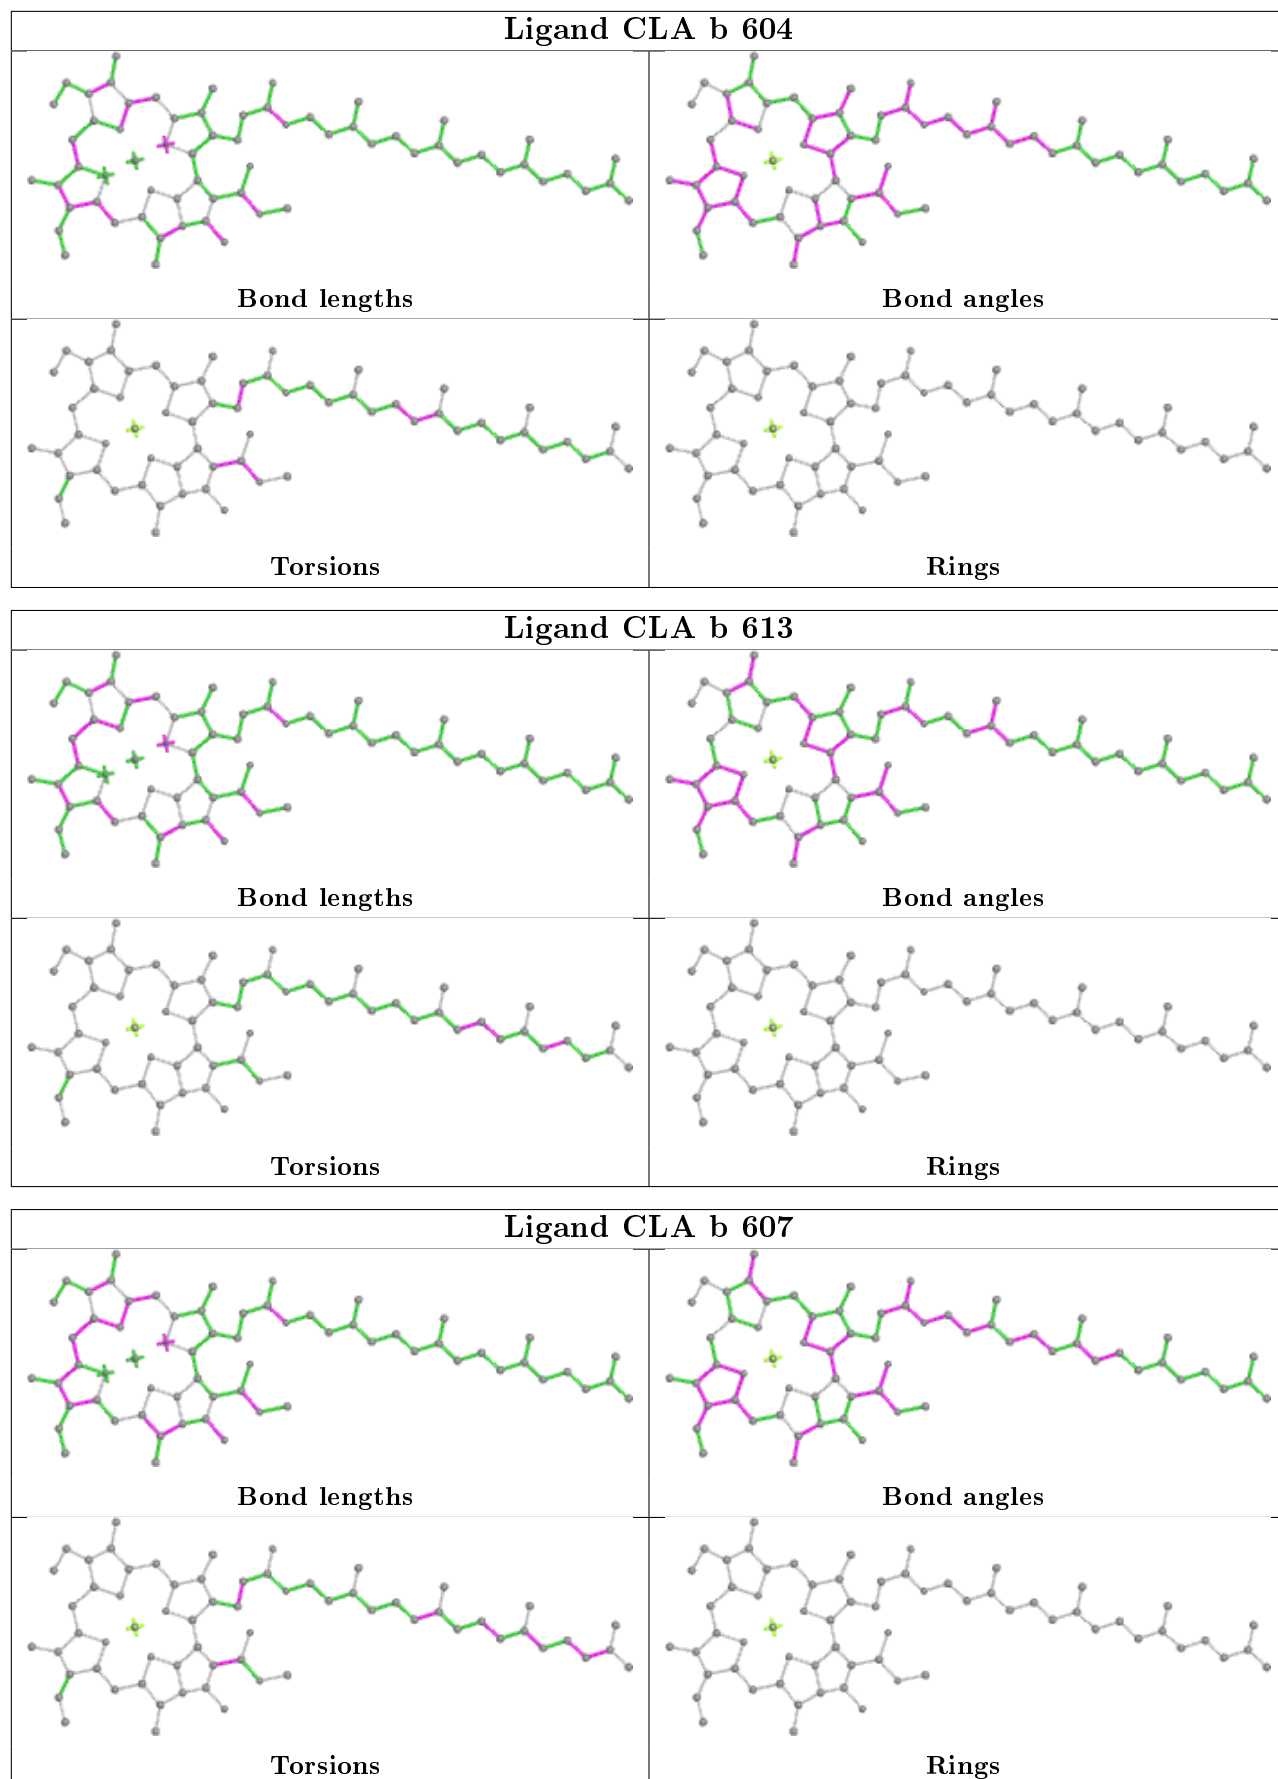 Ligand CLA b 604
Bond lengths
Bond angles
Torsions
Rings
Ligand CLA b 613
Bond lengths
Bond angles
Torsions
Rings
Ligand CLA b 607
Bond lengths
Bond angles
Torsions
Rings